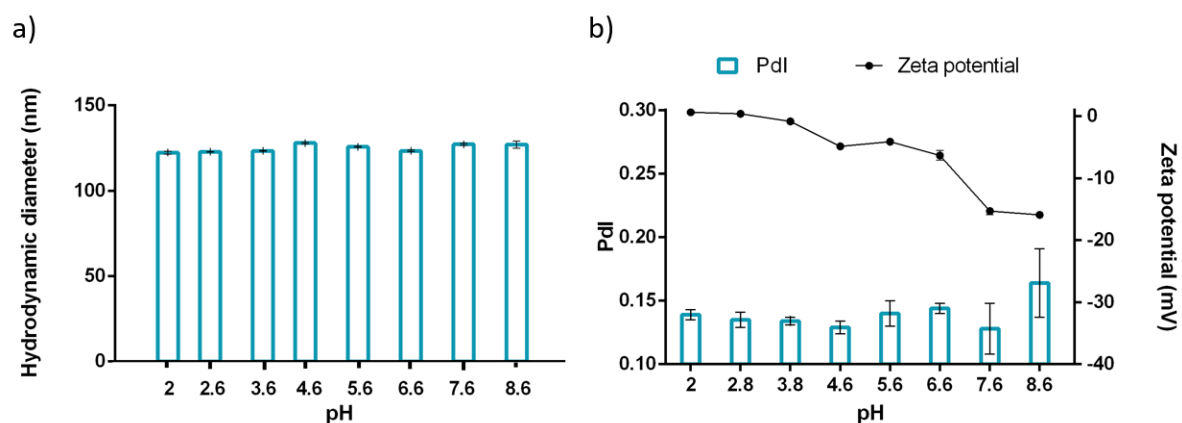 a)
Hydrodynamic diameter (nm)
150
100
50
0
2 2.6 3.6 4.6 5.6 6.6 7.6 8.6
pH
b)
PdI Zeta potential
PdI
0.30
0.25
0.20
0.15
0.10
2 2.8 3.8 4.6 5.6 6.6 7.6 8.6
pH
0
-10
-20
-30
-40
Zeta potential (mV)